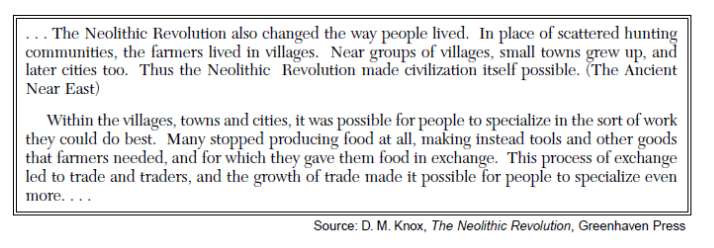 . . . The Neolithic Revolution also changed the way people lived. In place of scattered hunting
communities, the farmers lived in villages. Near groups of villages, small towns grew up, and
later cities too. Thus the Neolithic Revolution made civilization itself possible. (The Ancient
Near East)
Within the villages, towns and cities, it was possible for people to specialize in the sort of work
they could do best. Many stopped producing food at all, making instead tools and other goods
that farmers needed, and for which they gave them food in exchange. This process of exchange
led to trade and traders, and the growth of trade made it possible for people to specialize even
more. . . .
Source: D. M. Knox, The Neolithic Revolution, Greenhaven Press